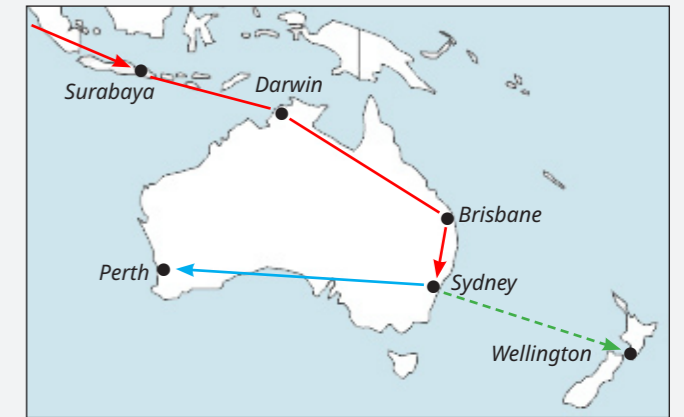 Darwin
Surabaya
Brisbane
Perth
Sydney
Wellington